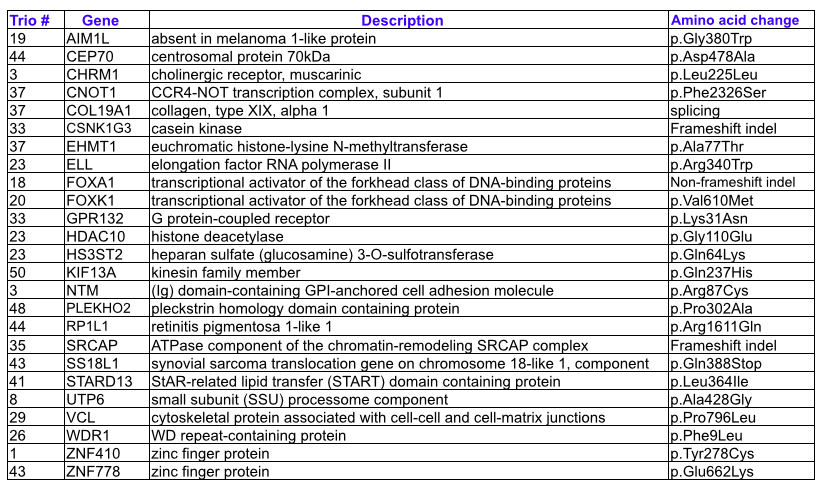 Trio # Gene Description Amino acid change
19 AIM1L absent in melanoma 1-like protein p.Gly380Trp
44 CEP70 centrosomal protein 70kDa p.Asp478Ala
3 CHRM1 cholinergic receptor, muscarinic p.Leu225Leu
37 CNOT1 CCR4-NOT transcription complex, subunit 1 p.Phe2326Ser
37 COL19A1 collagen, type XIX, alpha 1 splicing
33 CSNK1G3 casein kinase Frameshift indel
37 EHMT1 euchromatic histone-lysine N-methyltransferase p.Ala77Thr
23 ELL elongation factor RNA polymerase II p.Arg340Trp
18 FOXA1 transcriptional activator of the forkhead class of DNA-binding proteins Non-frameshift indel
20 FOXK1 transcriptional activator of the forkhead class of DNA-binding proteins p.Val610Met
33 GPR132 G protein-coupled receptor p.Lys31Asn
23 HDAC10 histone deacetylase p.Gly110Glu
23 HS3ST2 heparan sulfate (glucosamine) 3-O-sulfotransferase p.Gln64Lys
50 KIF13A kinesin family member p.Gln237His
3 NTM (Ig) domain-containing GPI-anchored cell adhesion molecule p.Arg87Cys
48 PLEKHO2 pleckstrin homology domain containing protein p.Pro302Ala
44 RP1L1 retinitis pigmentosa 1-like 1 p.Arg1611Gln
35 SRCAP ATPase component of the chromatin-remodeling SRCAP complex Frameshift indel
43 SS18L1 synovial sarcoma translocation gene on chromosome 18-like 1, component p.Gln388Stop
41 STARD13 StAR-related lipid transfer (START) domain containing protein p.Leu364Ile
8 UTP6 small subunit (SSU) processome component p.Ala428Gly
29 VCL cytoskeletal protein associated with cell-cell and cell-matrix junctions p.Pro796Leu
26 WDR1 WD repeat-containing protein p.Phe9Leu
1 ZNF410 zinc finger protein p.Tyr278Cys
43 ZNF778 zinc finger protein p.Glu662Lys